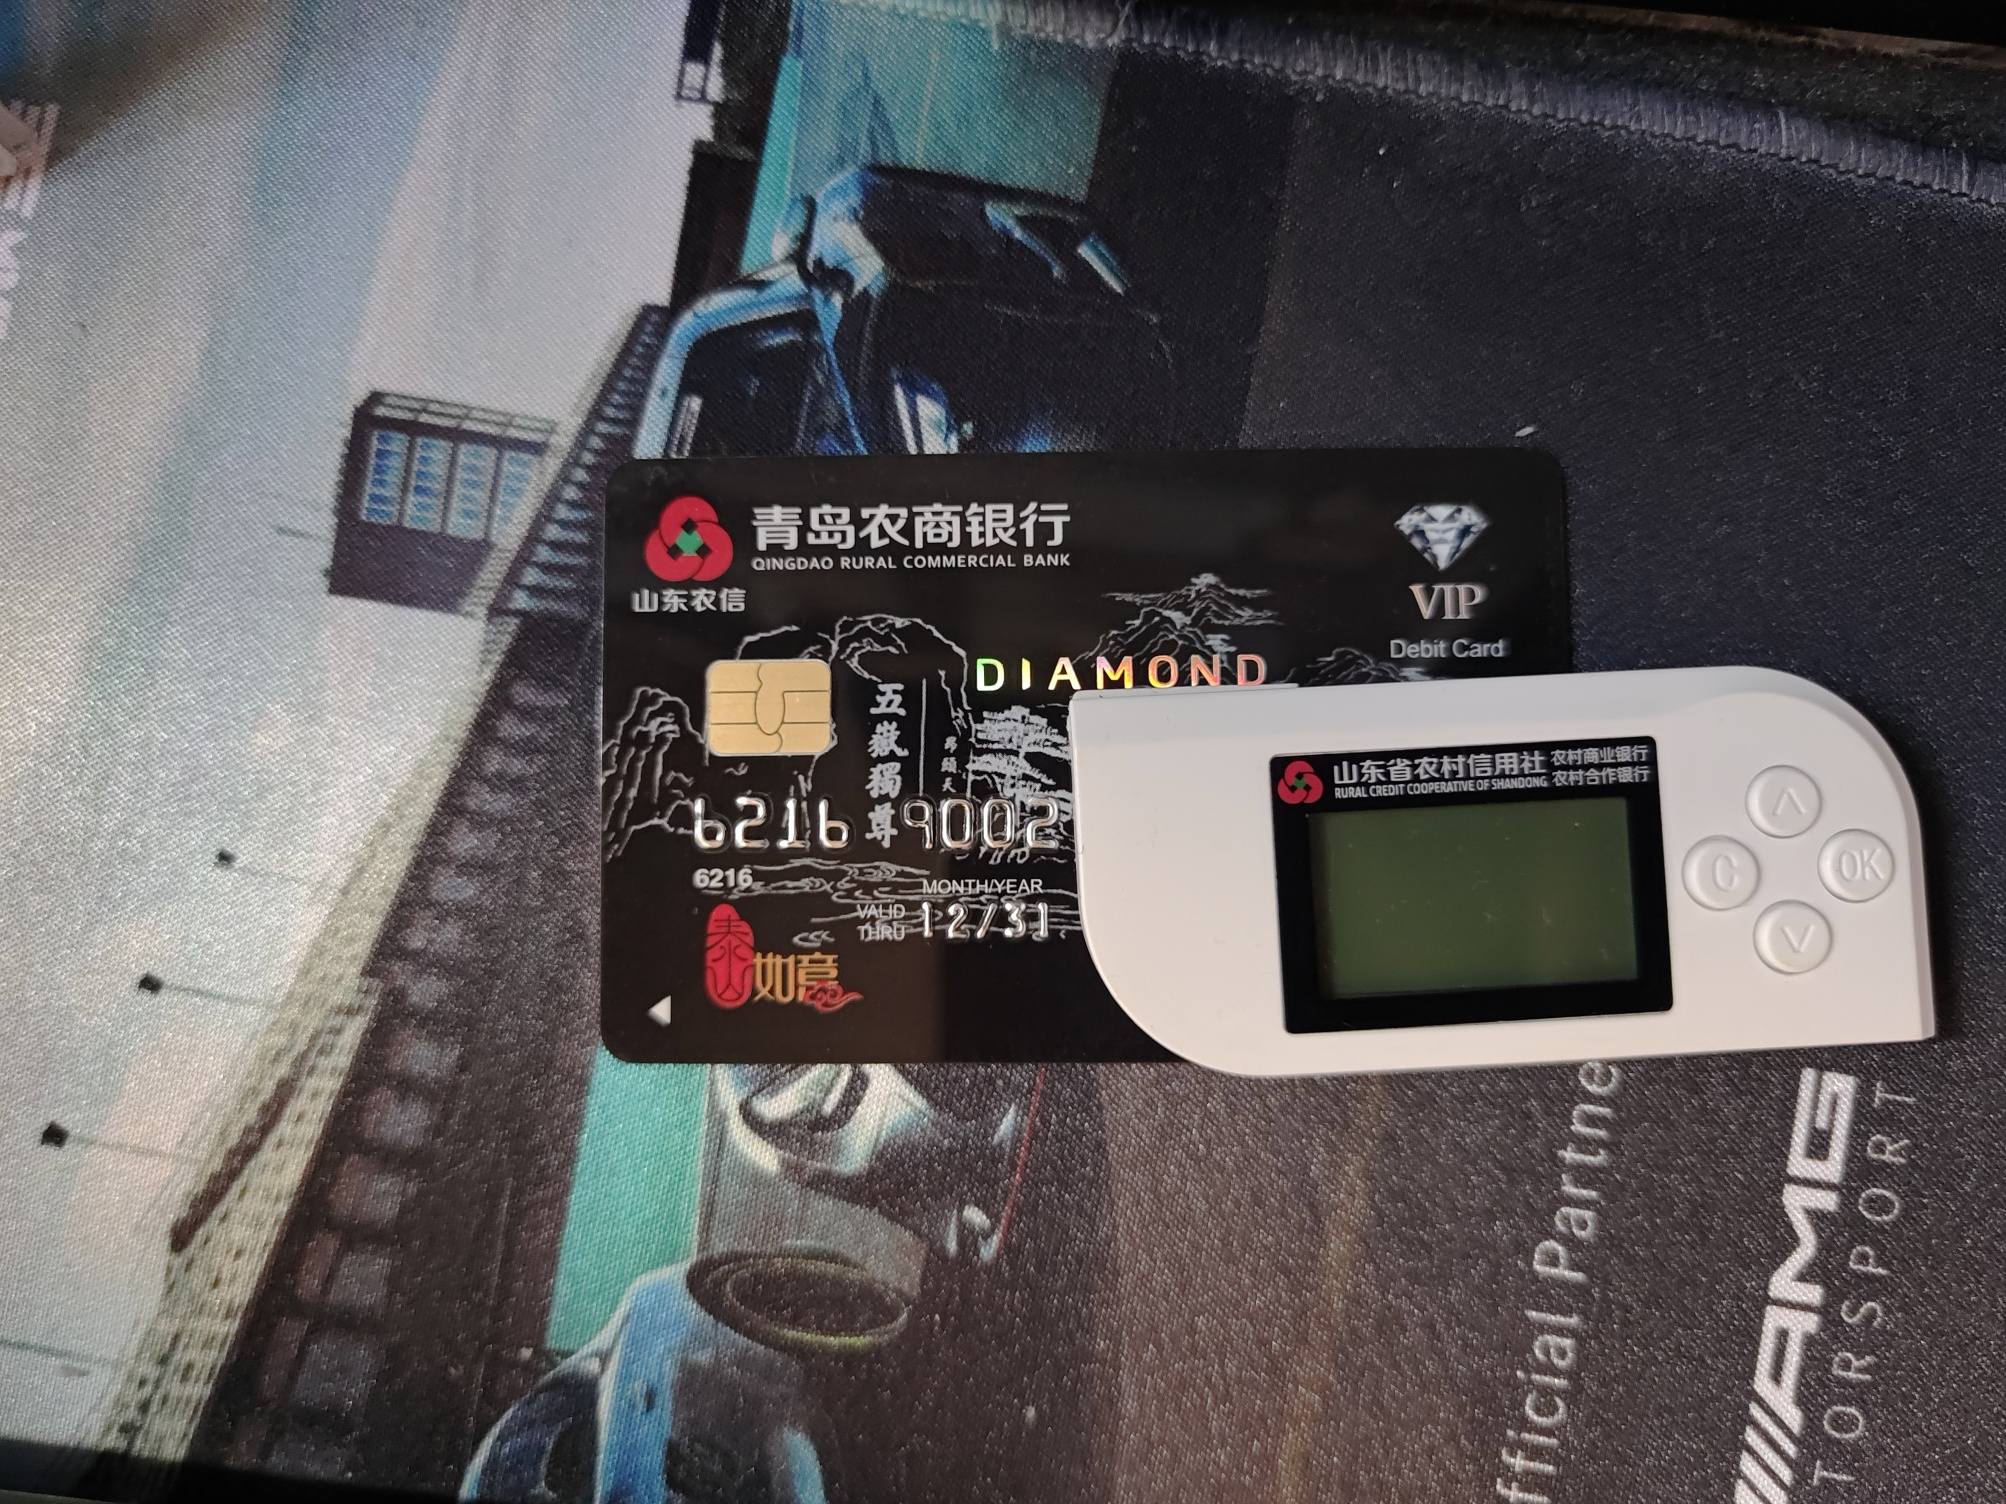 青岛农商银行
QINGDAO RURAL COMMERCIAL BANK
山东农信
VIP
Debit Card
DIAMOND
五嶽獨尊
6216 9002
6216
MONTH/YEAR
VALID THRU 12/31
泰山如意
山东省农村信用社 农村商业银行
RURAL CREDIT COOPERATIVE OF SHANDONG 农村合作银行
C
OK
fficial Partne
AMG
TORSPORT